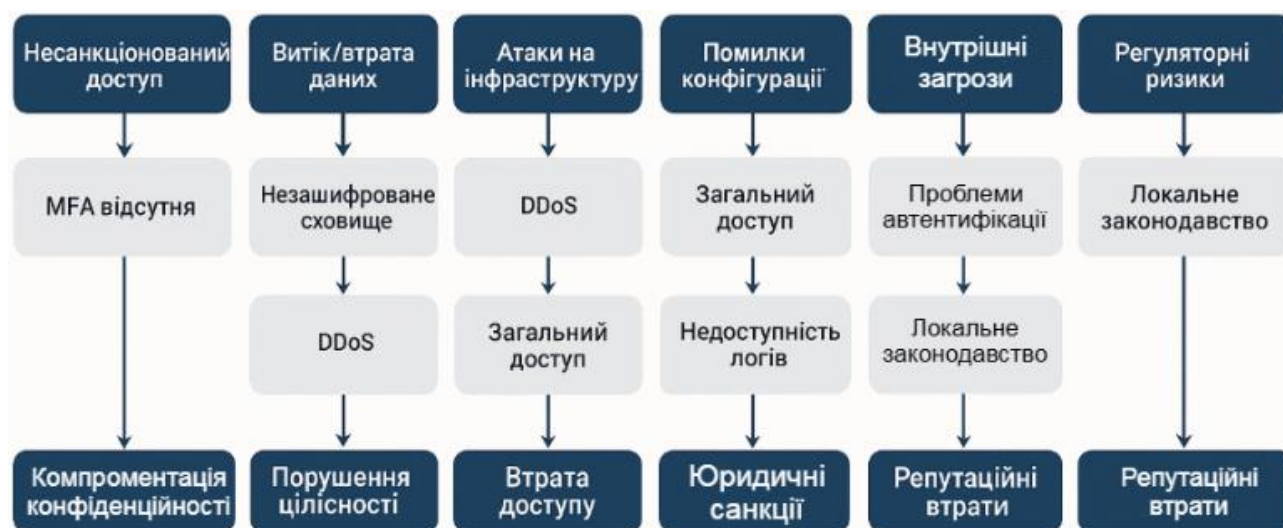 Несанкціонований
доступ
Витік/втрата
даних
Атаки на
інфраструктуру
Помилки
конфігурації
Внутрішні
загрози
Регуляторні
ризики
MFA відсутня
Незашифроване
сховище
DDoS
Загальний
доступ
Проблеми
автентифікації
Локальне
законодавство
DDoS
Загальний
доступ
Недоступність
логів
Локальне
законодавство
Компроментація
конфіденційності
Порушення
цілісності
Втрата
доступу
Юридичні
санкції
Репутаційні
втрати
Репутаційні
втрати